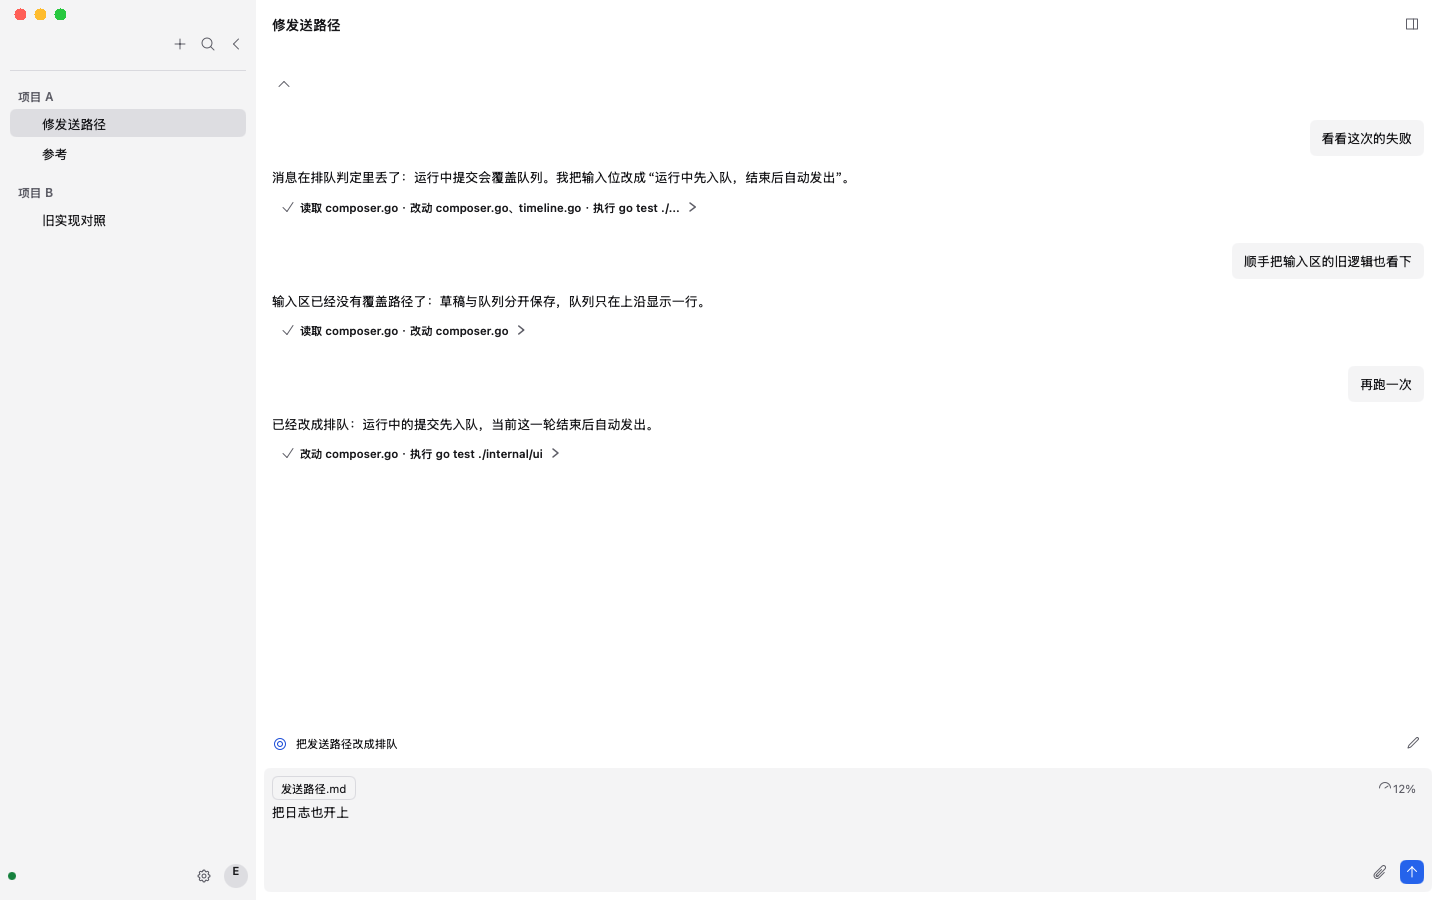 修发送路径
项目 A
修发送路径
参考
项目 B
旧实现对照
看看这次的失败
消息在排队判定里丢了：运行中提交会覆盖队列。我把输入位改成“运行中先入队，结束后自动发出”。
读取 composer.go · 改动 composer.go、timeline.go · 执行 go test ./...
顺手把输入区的旧逻辑也看下
输入区已经没有覆盖路径了：草稿与队列分开保存，队列只在上沿显示一行。
读取 composer.go · 改动 composer.go
再跑一次
已经改成排队：运行中的提交先入队，当前这一轮结束后自动发出。
改动 composer.go · 执行 go test ./internal/ui
把发送路径改成排队
发送路径.md
12%
把日志也开上
E